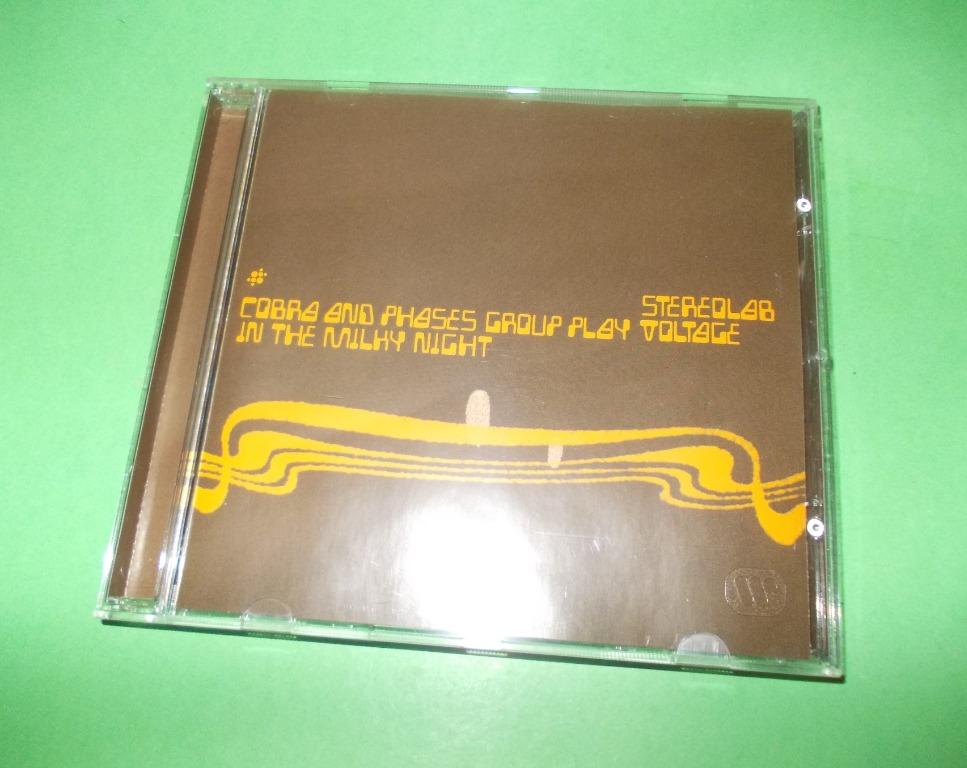 STEREOLAB
COBRA AND PHASES GROUP PLAY VOLTAGE
IN THE MILKY NIGHT